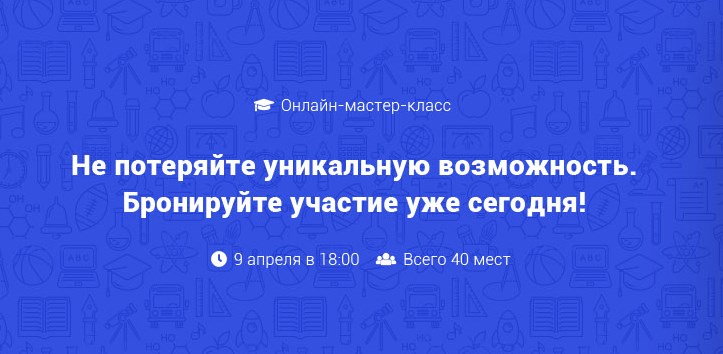 Онлайн-мастер-класс
Не потеряйте уникальную возможность.
Бронируйте участие уже сегодня!
9 апреля в 18:00 Всего 40 мест